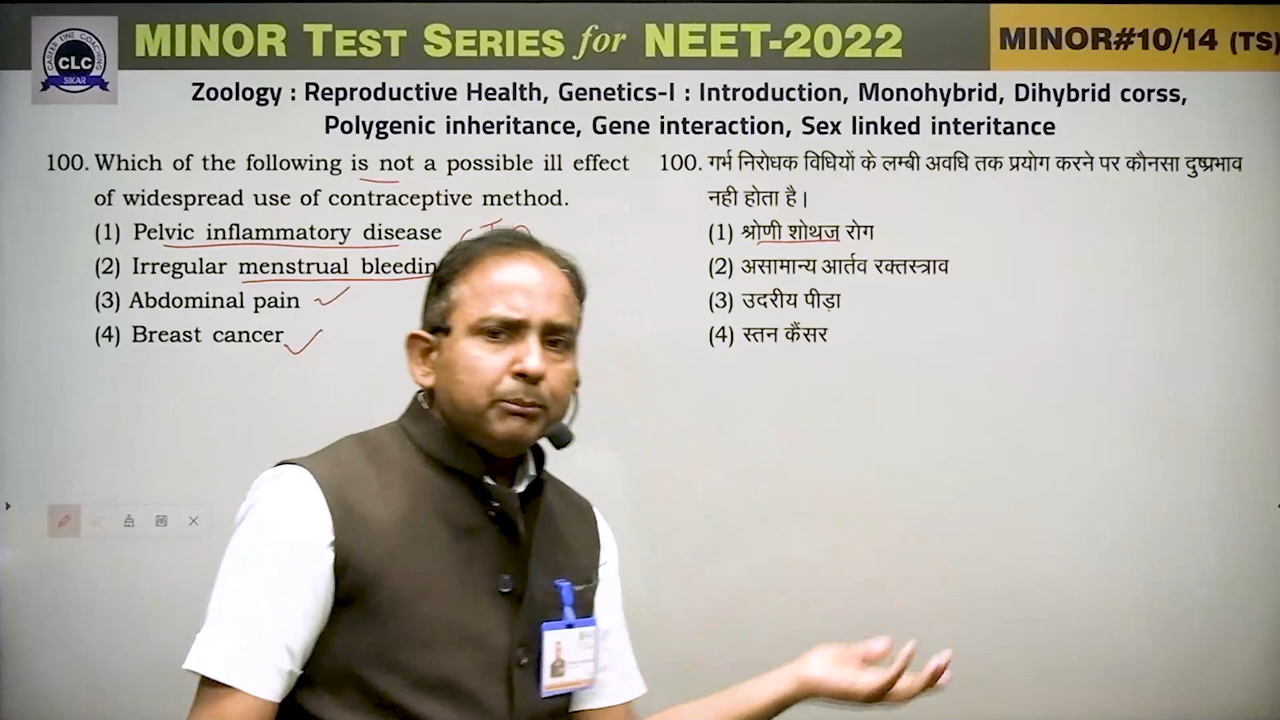 MINOR TEST SERIES for NEET-2022
MINOR#10/14 (TS)
CAREER LINE COACHING
CLC
SIKAR
Zoology : Reproductive Health, Genetics-I : Introduction, Monohybrid, Dihybrid corss,
Polygenic inheritance, Gene interaction, Sex linked interitance
100. Which of the following is not a possible ill effect
of widespread use of contraceptive method.
(1) Pelvic inflammatory disease
(2) Irregular menstrual bleedin
(3) Abdominal pain
(4) Breast cancer
100. गर्भ निरोधक विधियों के लम्बी अवधि तक प्रयोग करने पर कौनसा दुष्प्रभाव
नही होता है।
(1) श्रोणी शोथज रोग
(2) असामान्य आर्तव रक्तस्त्राव
(3) उदरीय पीड़ा
(4) स्तन कैंसर